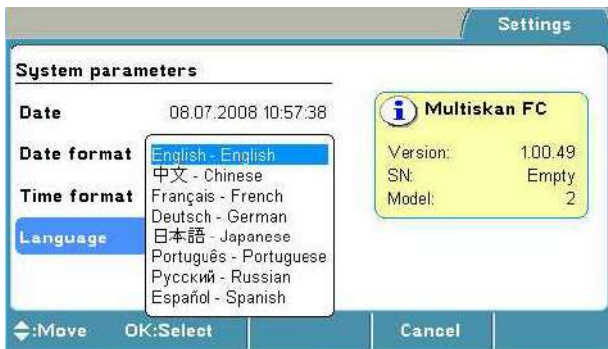 Settings
System parameters
Date 08.07.2008 10:57:38
Date format
Time format
Language
English - English
中文 - Chinese
Français - French
Deutsch - German
日本語 - Japanese
Português - Portuguese
Русский - Russian
Español - Spanish
Multiskan FC
Version: 1.00.49
SN: Empty
Model: 2
:Move OK:Select Cancel